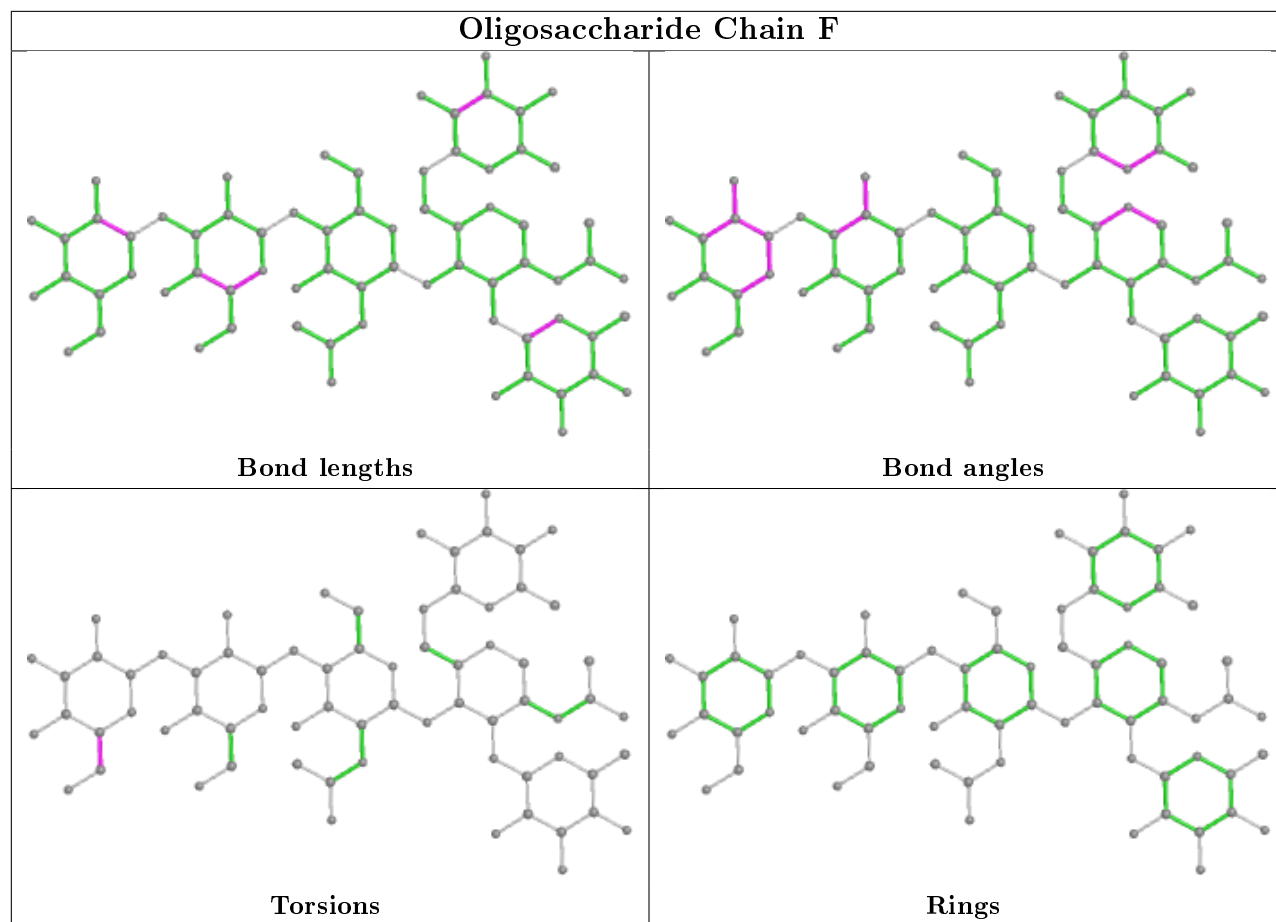 Oligosaccharide Chain F
Bond lengths
Bond angles
Torsions
Rings